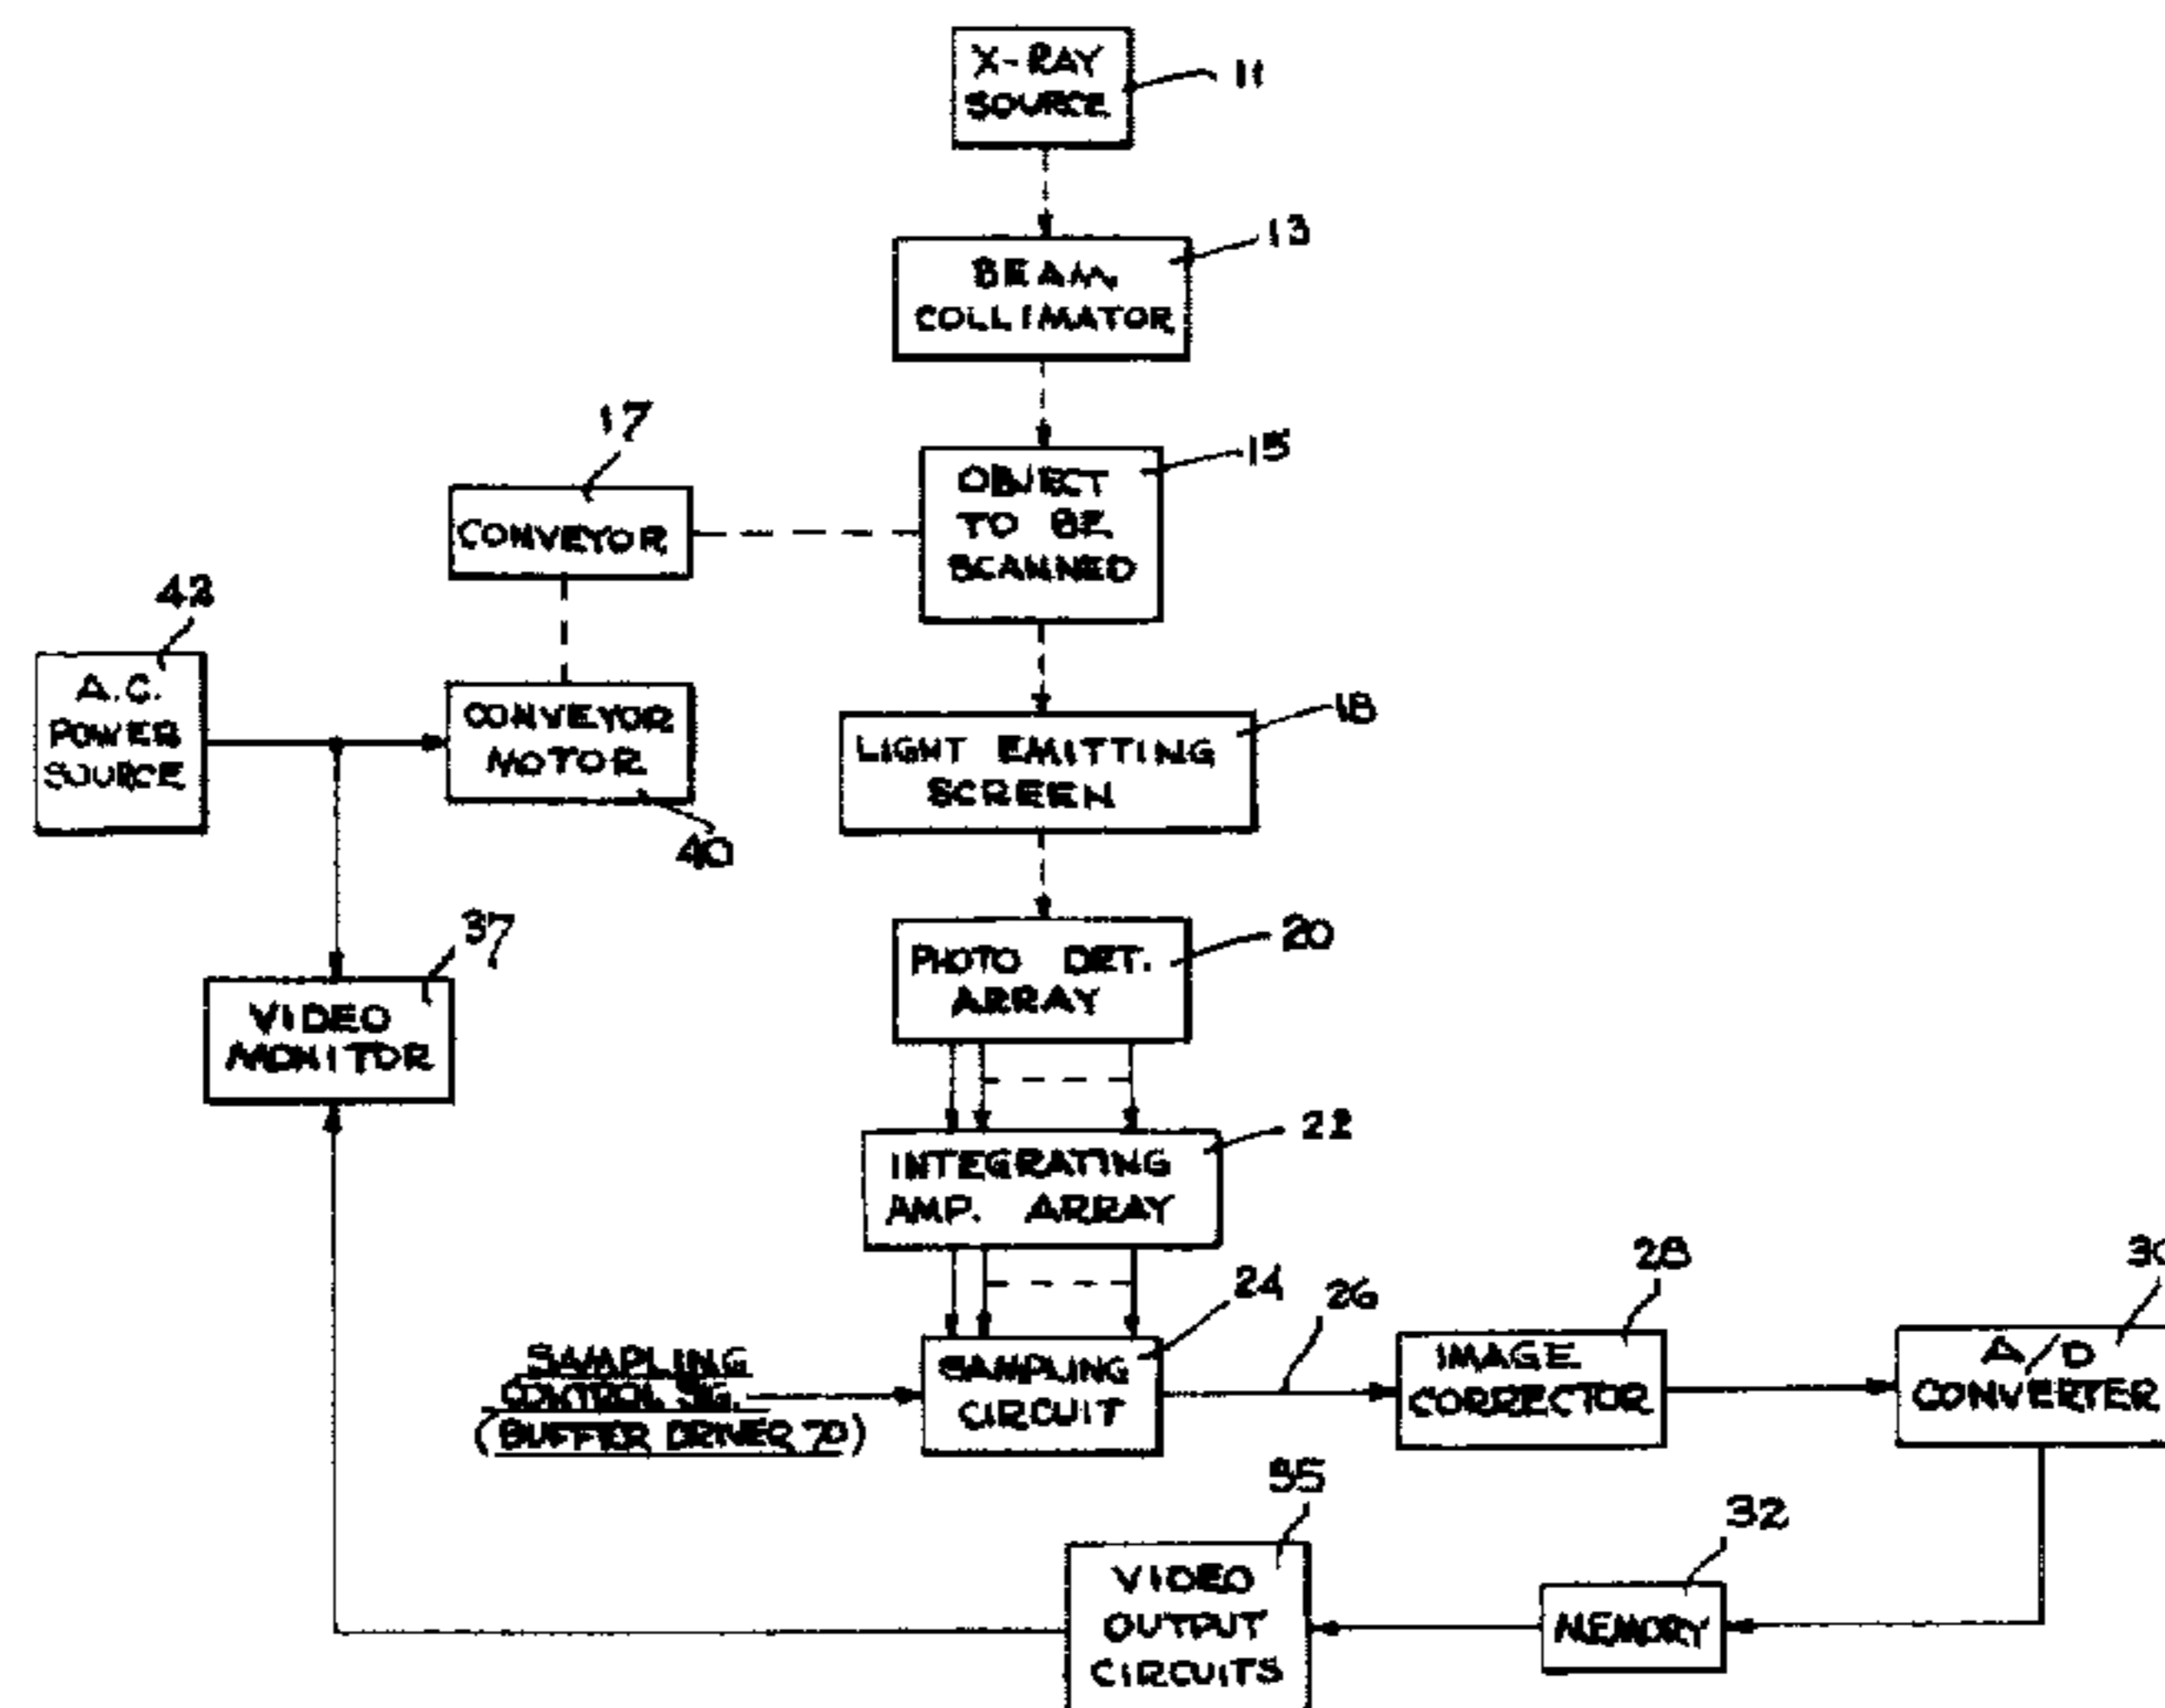 X-RAY
SOURCE
11
BEAM
COLLIMATOR
13
17
CONVEYOR
OBJECT
TO BE
SCANNED
15
42
A.C.
POWER
SOURCE
CONVEYOR
MOTOR
40
LIGHT EMITTING
SCREEN
18
37
VIDEO
MONITOR
PHOTO DET.
ARRAY
20
INTEGRATING
AMP. ARRAY
22
SAMPLING
CONTROL SIG.
(BUFFER DRIVER 70)
SAMPLING
CIRCUIT
24
26
IMAGE
CORRECTOR
28
A/D
CONVERTER
30
35
VIDEO
OUTPUT
CIRCUITS
MEMORY
32